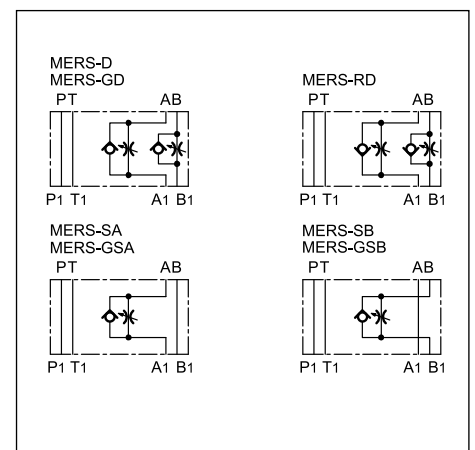 MERS-D
MERS-GD
PT AB
P1 T1 A1 B1
MERS-RD
PT AB
P1 T1 A1 B1
MERS-SA
MERS-GSA
PT AB
P1 T1 A1 B1
MERS-SB
MERS-GSB
PT AB
P1 T1 A1 B1